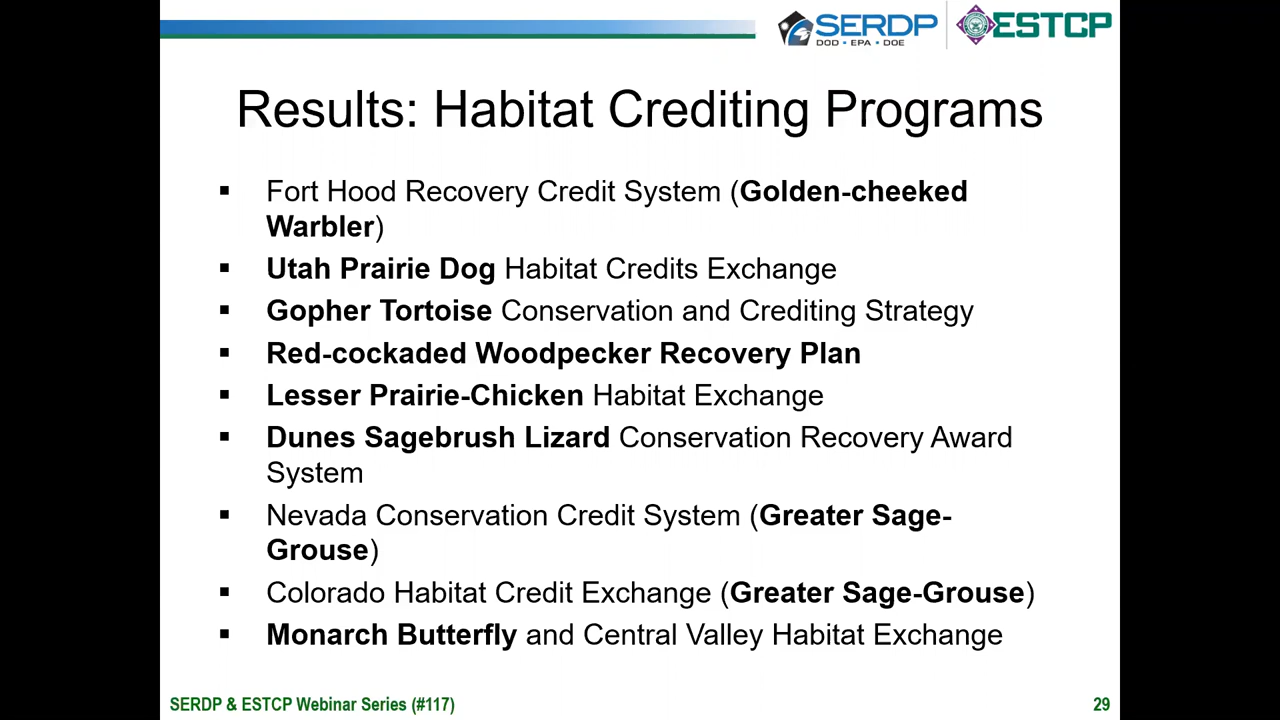 SERDP
DOD • EPA • DOE
ESTCP
Results: Habitat Crediting Programs
▪ Fort Hood Recovery Credit System (Golden-cheeked
Warbler)
▪ Utah Prairie Dog Habitat Credits Exchange
▪ Gopher Tortoise Conservation and Crediting Strategy
▪ Red-cockaded Woodpecker Recovery Plan
▪ Lesser Prairie-Chicken Habitat Exchange
▪ Dunes Sagebrush Lizard Conservation Recovery Award
System
▪ Nevada Conservation Credit System (Greater Sage-
Grouse)
▪ Colorado Habitat Credit Exchange (Greater Sage-Grouse)
▪ Monarch Butterfly and Central Valley Habitat Exchange
SERDP & ESTCP Webinar Series (#117)
29